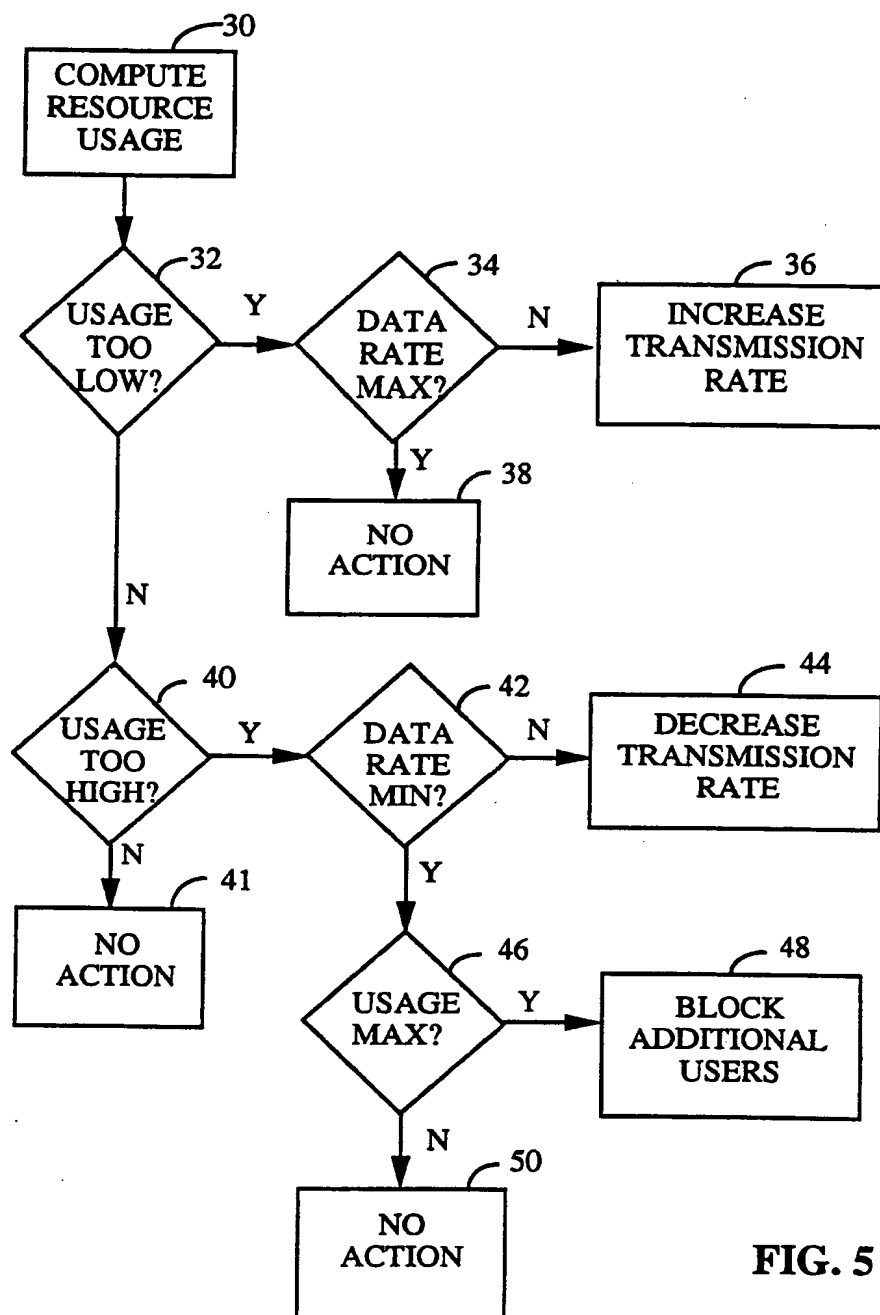 30
COMPUTE
RESOURCE
USAGE
32
USAGE
TOO
LOW?
Y
34
DATA
RATE
MAX?
N
36
INCREASE
TRANSMISSION
RATE
Y
38
NO
ACTION
N
40
USAGE
TOO
HIGH?
Y
42
DATA
RATE
MIN?
N
44
DECREASE
TRANSMISSION
RATE
N
41
NO
ACTION
Y
46
USAGE
MAX?
Y
48
BLOCK
ADDITIONAL
USERS
N
50
NO
ACTION
FIG. 5